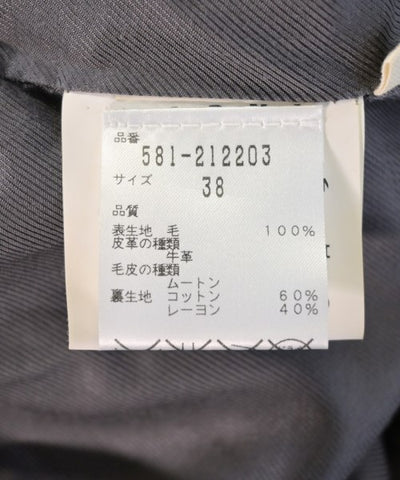 品番
581-212203
サイズ
38
品質
表生地 毛 100%
皮革の種類
牛革
毛皮の種類
ムートン
裏生地 コットン 60%
レーヨン 40%